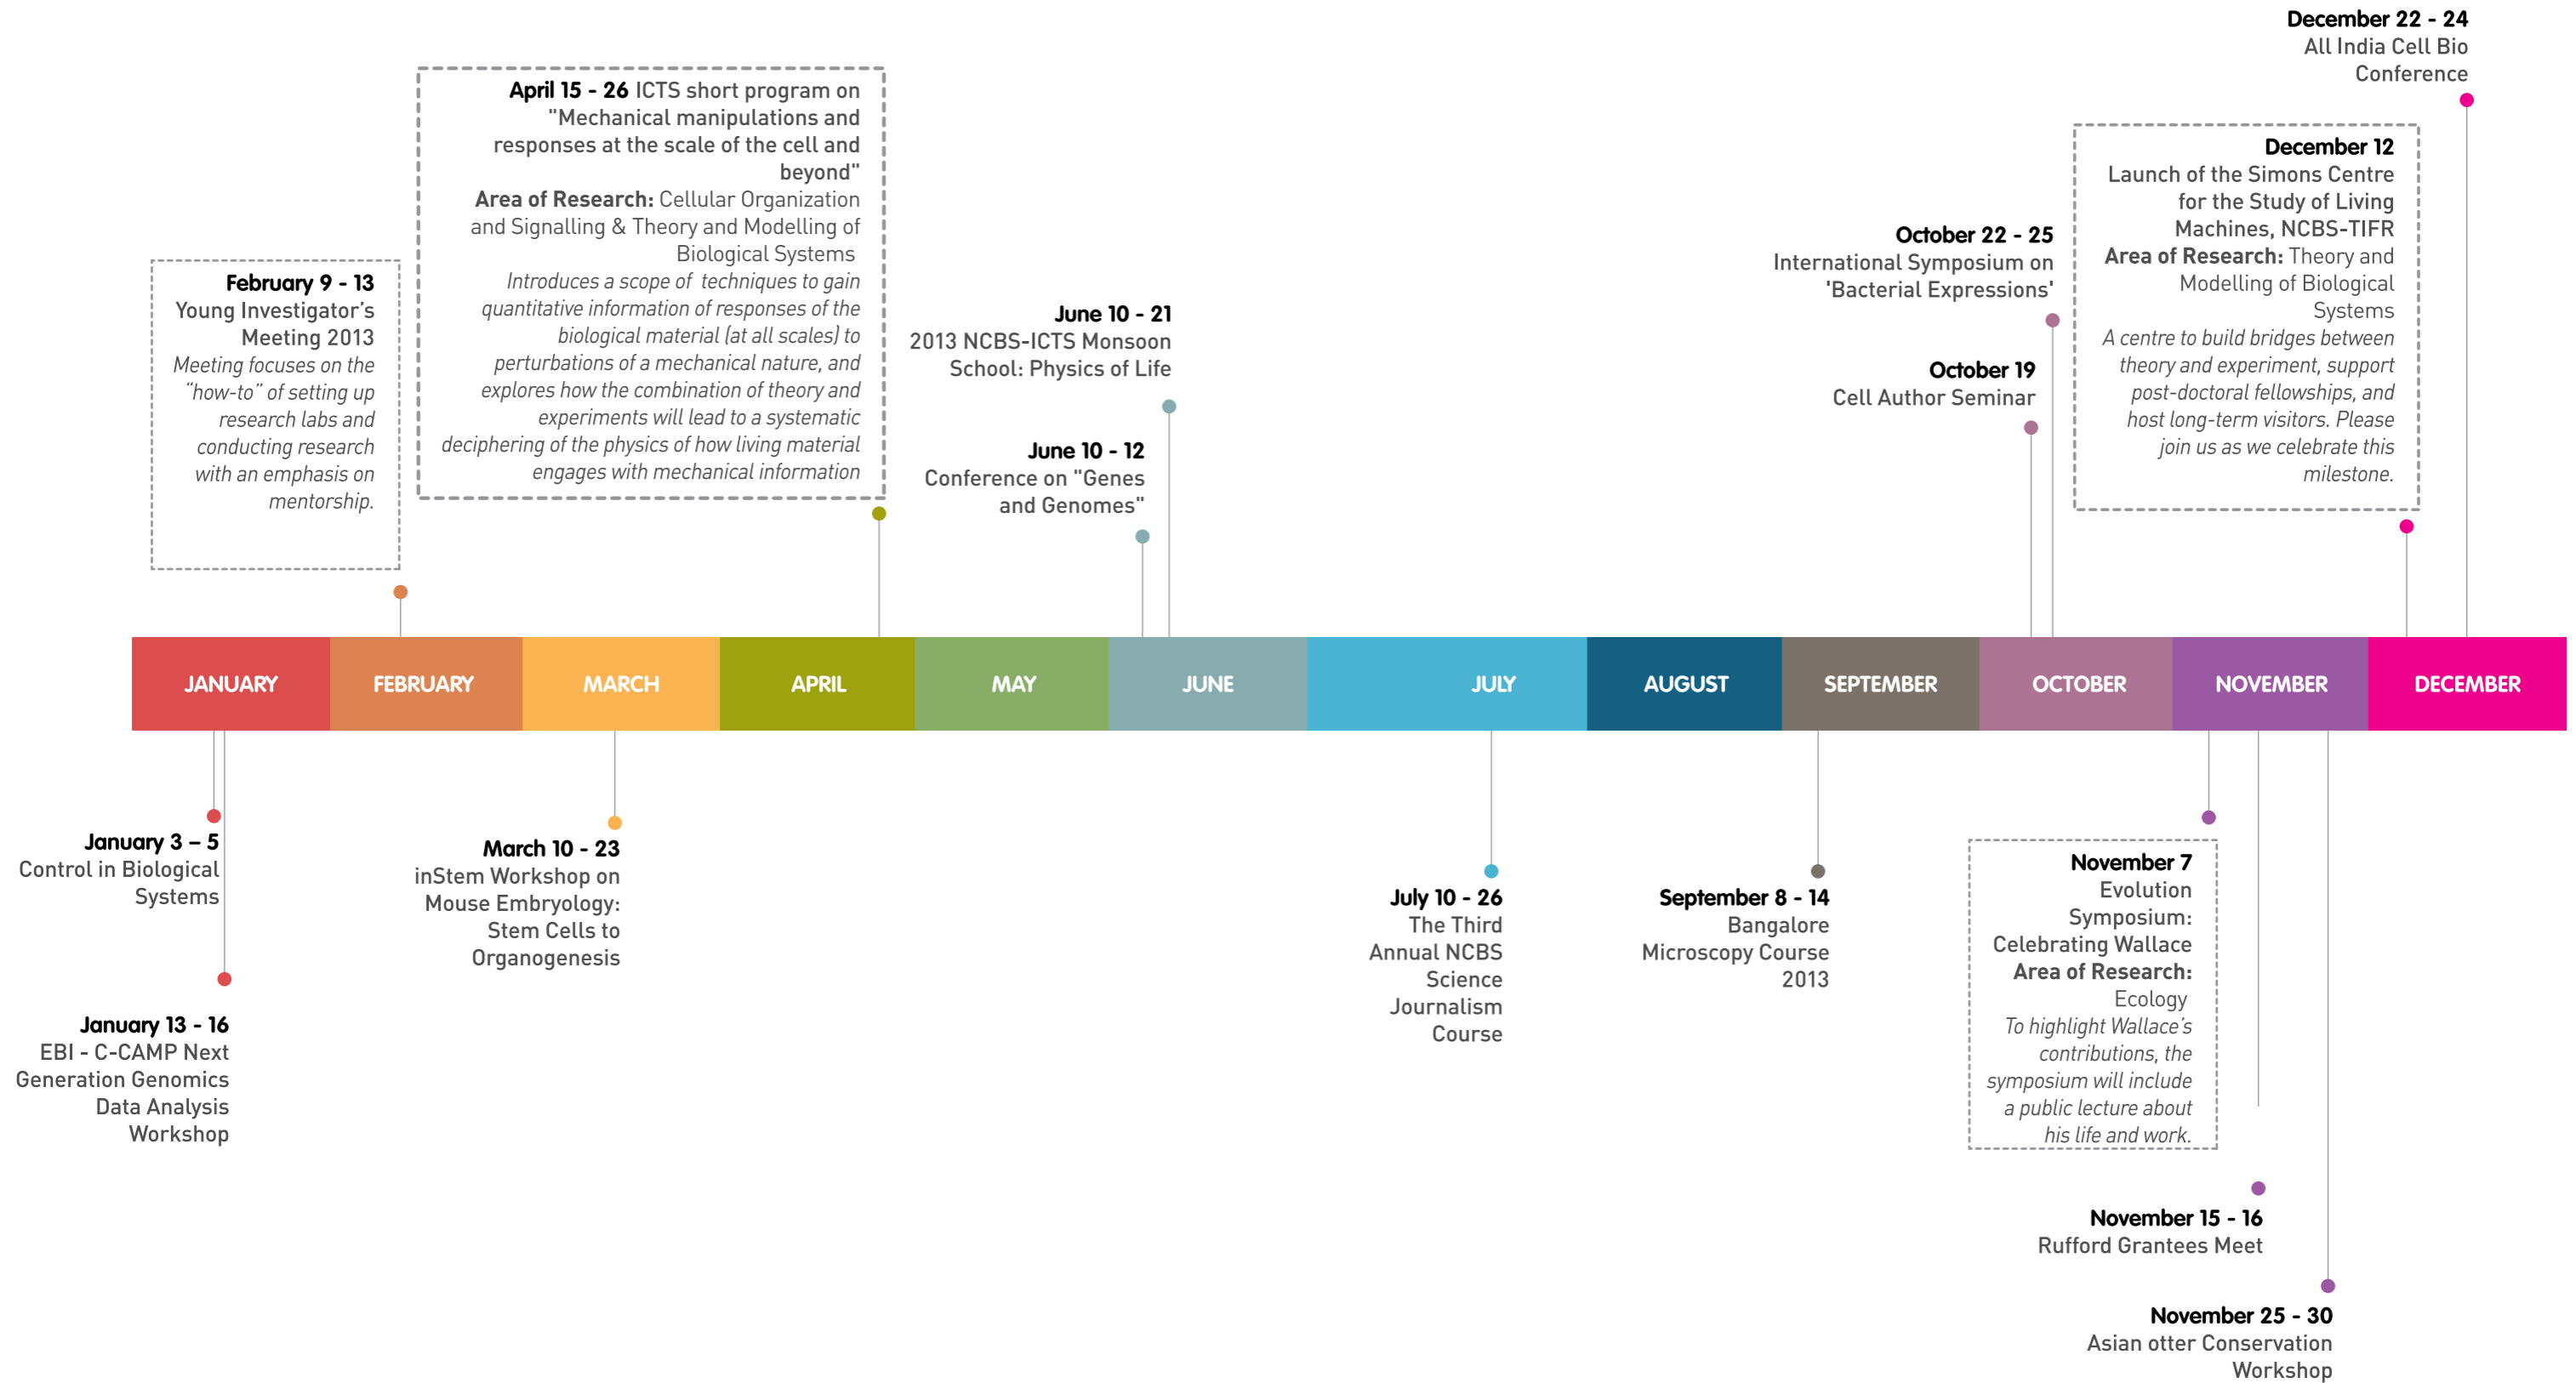 December 22 - 24
All India Cell Bio
Conference
April 15 - 26 ICTS short program on
"Mechanical manipulations and
responses at the scale of the cell and
beyond"
Area of Research: Cellular Organization
and Signalling & Theory and Modelling of
Biological Systems
Introduces a scope of techniques to gain
quantitative information of responses of the
biological material (at all scales) to
perturbations of a mechanical nature, and
explores how the combination of theory and
experiments will lead to a systematic
deciphering of the physics of how living material
engages with mechanical information
December 12
Launch of the Simons Centre
for the Study of Living
Machines, NCBS-TIFR
Area of Research: Theory and
Modelling of Biological
Systems
A centre to build bridges between
theory and experiment, support
post-doctoral fellowships, and
host long-term visitors. Please
join us as we celebrate this
milestone.
October 22 - 25
International Symposium on
'Bacterial Expressions'
February 9 - 13
Young Investigator’s
Meeting 2013
Meeting focuses on the
“how-to” of setting up
research labs and
conducting research
with an emphasis on
mentorship.
June 10 - 21
2013 NCBS-ICTS Monsoon
School: Physics of Life
October 19
Cell Author Seminar
June 10 - 12
Conference on "Genes
and Genomes"
JANUARY
FEBRUARY
MARCH
APRIL
MAY
JUNE
JULY
AUGUST
SEPTEMBER
OCTOBER
NOVEMBER
DECEMBER
January 3 – 5
Control in Biological
Systems
January 13 - 16
EBI - C-CAMP Next
Generation Genomics
Data Analysis
Workshop
March 10 - 23
inStem Workshop on
Mouse Embryology:
Stem Cells to
Organogenesis
July 10 - 26
The Third
Annual NCBS
Science
Journalism
Course
September 8 - 14
Bangalore
Microscopy Course
2013
November 7
Evolution
Symposium:
Celebrating Wallace
Area of Research:
Ecology
To highlight Wallace’s
contributions, the
symposium will include
a public lecture about
his life and work.
November 15 - 16
Rufford Grantees Meet
November 25 - 30
Asian otter Conservation
Workshop